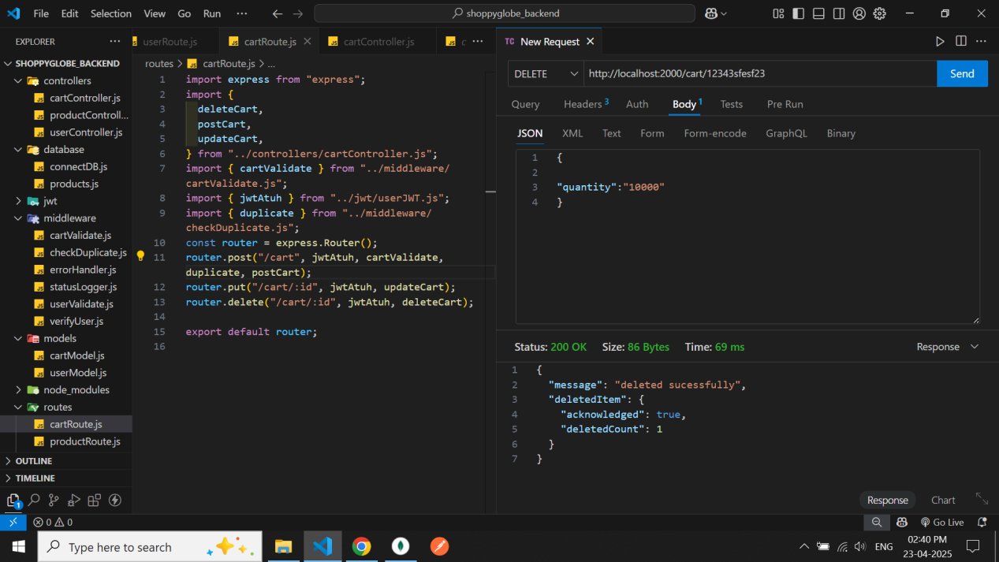 File Edit Selection View Go Run ··· shoppyglobe_backend
EXPLORER ···
SHOPPYGLOBE_BACKEND
controllers
cartController.js
productControll...
userController.js
database
connectDB.js
products.js
jwt
middleware
cartValidate.js
checkDuplicate.js
errorHandler.js
statusLogger.js
userValidate.js
verifyUser.js
models
cartModel.js
userModel.js
node_modules
routes
cartRoute.js
productRoute.js
OUTLINE
TIMELINE
userRoute.js JS cartRoute.js JS cartController.js JS c ···
routes > JS cartRoute.js > ...
1 import express from "express";
2 import {
3 deleteCart,
4 postCart,
5 updateCart,
6 } from "../controllers/cartController.js";
7 import { cartValidate } from "../middleware/
cartValidate.js";
8 import { jwtAtuh } from "../jwt/userJWT.js";
9 import { duplicate } from "../middleware/
checkDuplicate.js";
10 const router = express.Router();
11 router.post("/cart", jwtAtuh, cartValidate,
duplicate, postCart);
12 router.put("/cart/:id", jwtAtuh, updateCart);
13 router.delete("/cart/:id", jwtAtuh, deleteCart);
14
15 export default router;
16
TC New Request
DELETE http://localhost:2000/cart/12343sfesf23 Send
Query Headers 3 Auth Body 1 Tests Pre Run
JSON XML Text Form Form-encode GraphQL Binary
1 {
2
3 "quantity":"10000"
4 }
Status: 200 OK Size: 86 Bytes Time: 69 ms Response
1 {
2 "message": "deleted sucessfully",
3 "deletedItem": {
4 "acknowledged": true,
5 "deletedCount": 1
6 }
7 }
Response Chart
1
0 0 Go Live
Type here to search
ENG
02:40 PM
23-04-2025